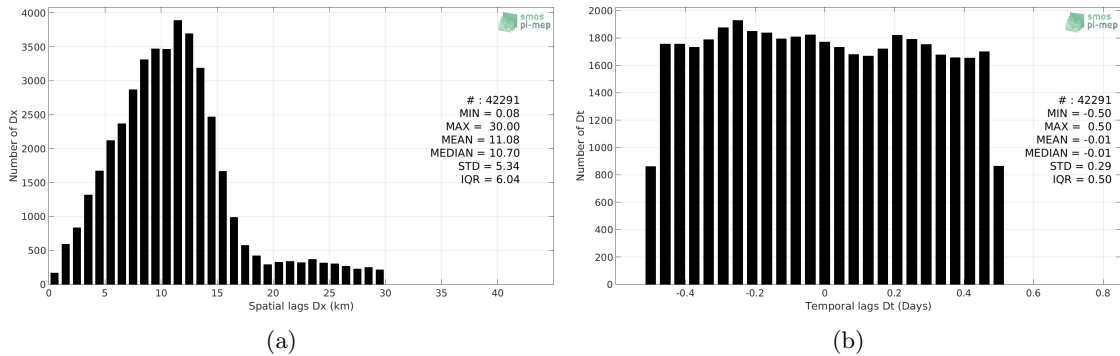 smos
pi-mep
4000
3500
3000
2500
2000
1500
1000
500
0
Number of Dx
# : 42291
MIN = 0.08
MAX = 30.00
MEAN = 11.08
MEDIAN = 10.70
STD = 5.34
IQR = 6.04
0 5 10 15 20 25 30 35 40
Spatial lags Dx (km)
(a)
smos
pi-mep
2000
1800
1600
1400
1200
1000
800
600
400
200
0
Number of Dt
# : 42291
MIN = -0.50
MAX = 0.50
MEAN = -0.01
MEDIAN = -0.01
STD = 0.29
IQR = 0.50
-0.4 -0.2 0 0.2 0.4 0.6 0.8
Temporal lags Dt (Days)
(b)